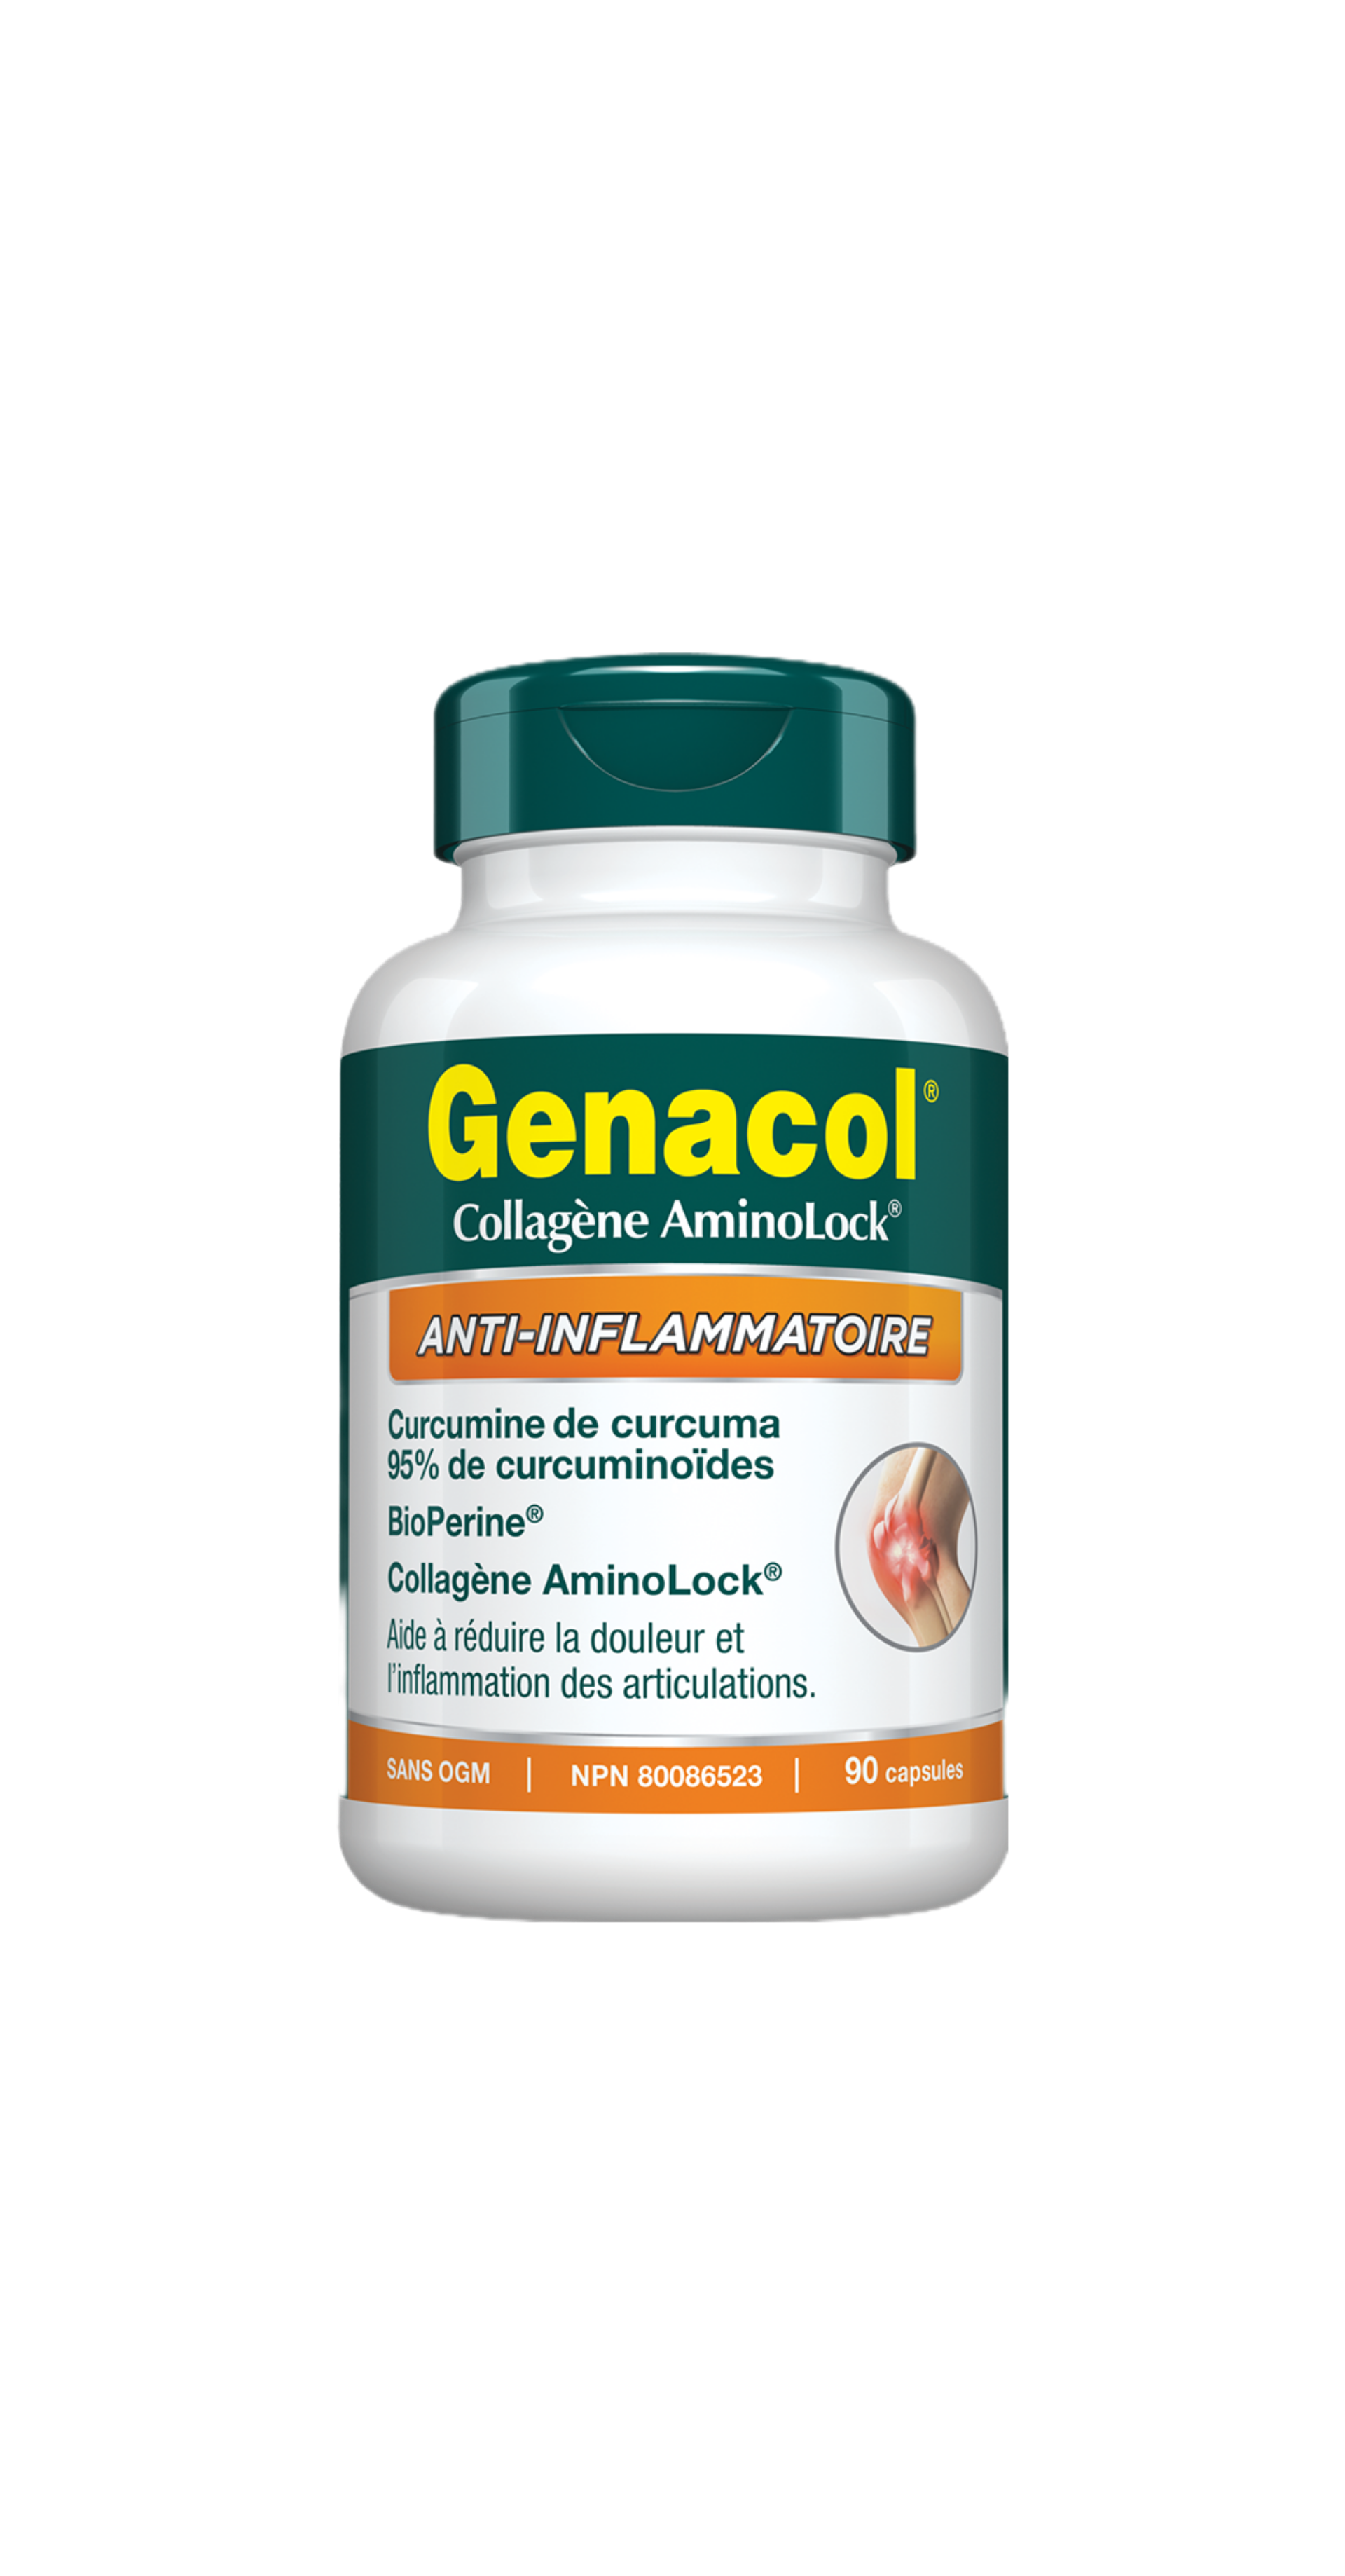 Genacol®
Collagène AminoLock®
ANTI-INFLAMMATOIRE
Curcumine de curcuma
95% de curcuminoïdes
BioPerine®
Collagène AminoLock®
Aide à réduire la douleur et
l'inflammation des articulations.
SANS OGM | NPN 80086523 | 90 capsules